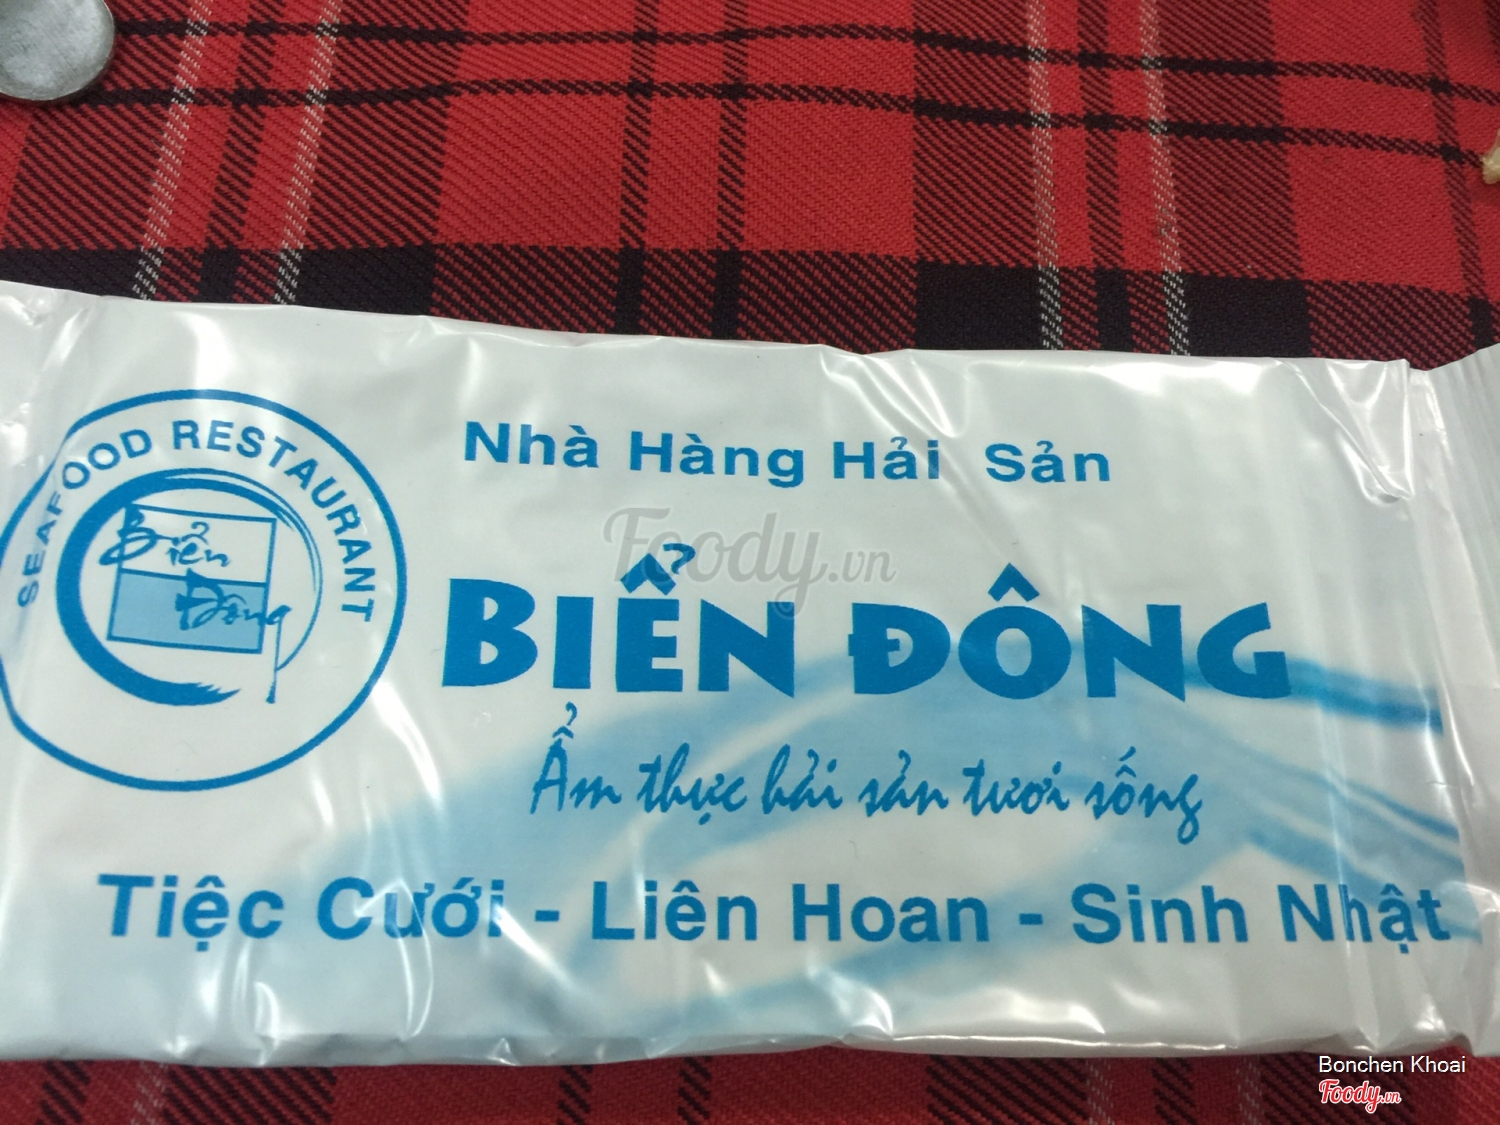 SEAFOOD RESTAURANT
Biển
Đông
Nhà Hàng Hải Sản
Foody.vn
BIỂN ĐÔNG
Ẩm thực hải sản tươi sống
Tiệc Cưới - Liên Hoan - Sinh Nhật
Bonchen Khoai
Foody.vn